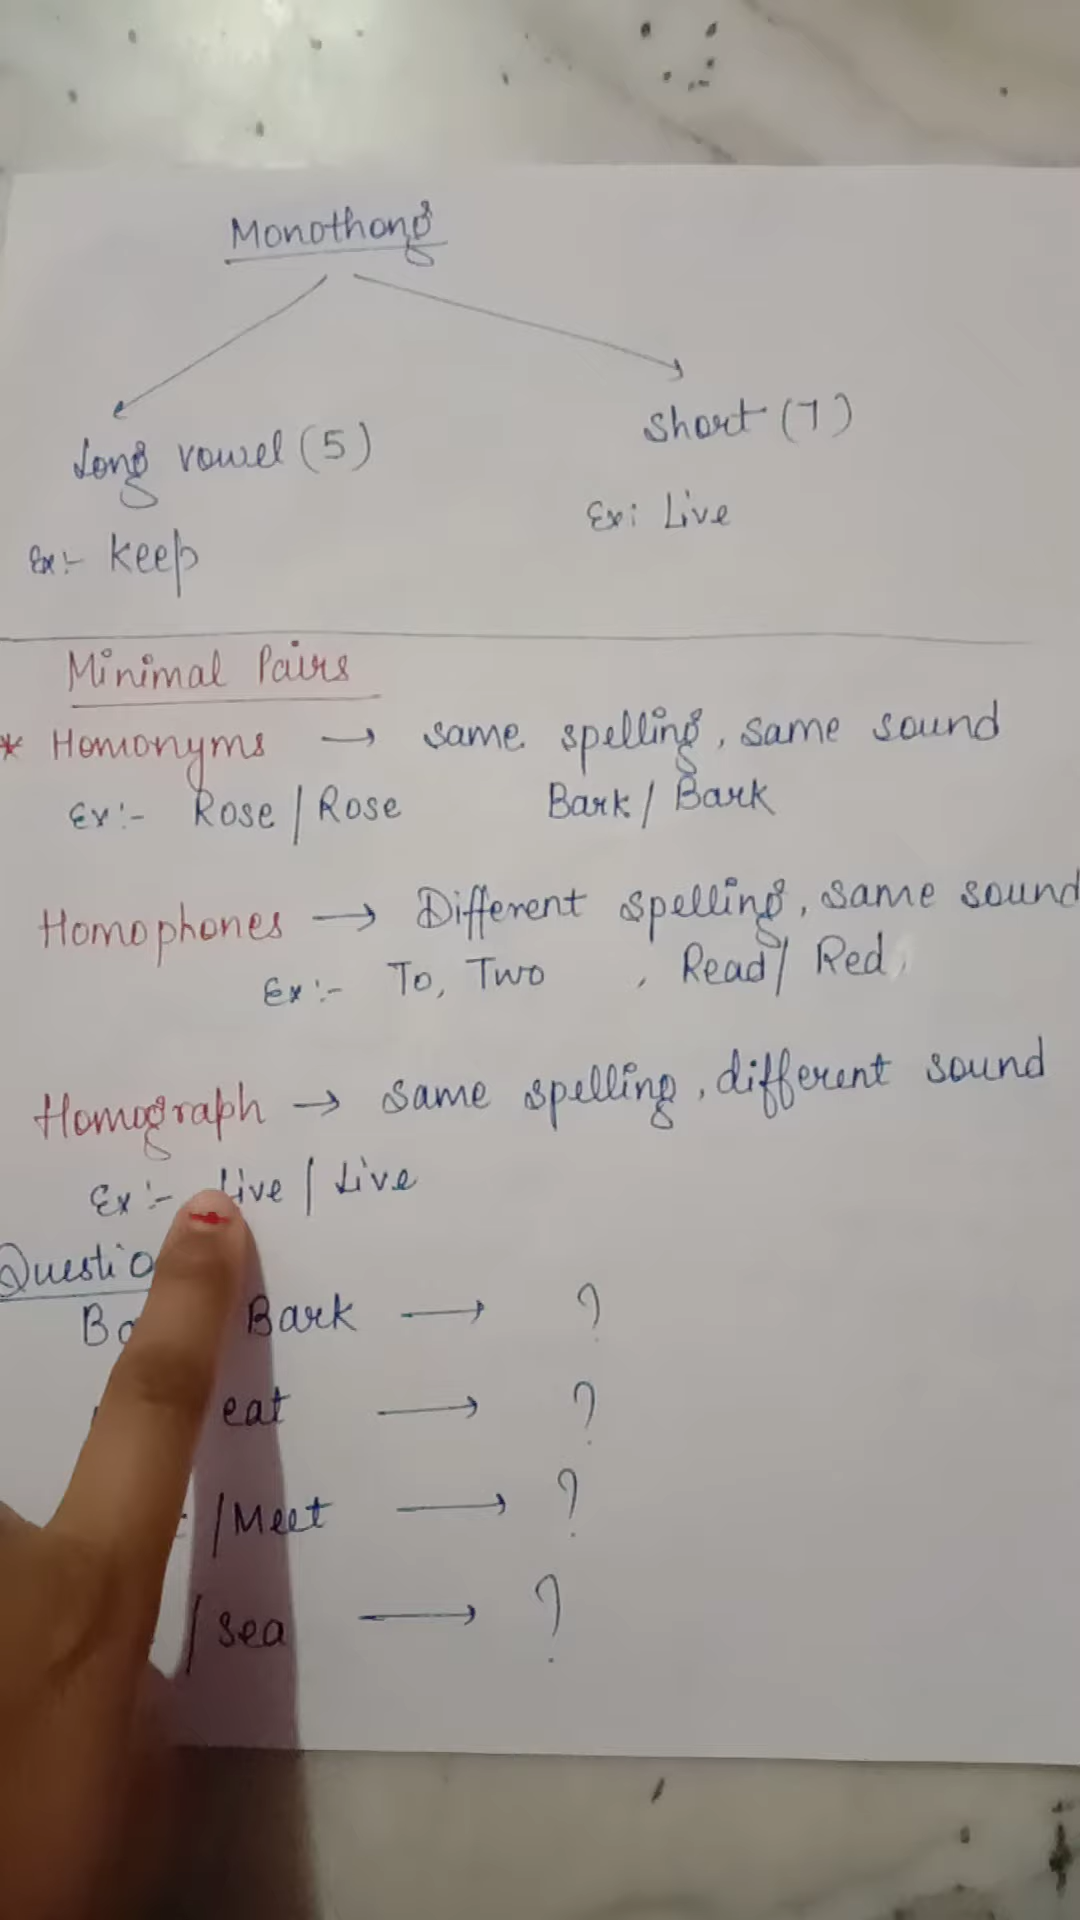 Monothong
Long vowel (5)
Short (7)
Ex:- Keep
Ex: Live
Minimal Pairs
* Homonyms → same spelling, same sound
Ex:- Rose / Rose Bark / Bark
Homophones → Different spelling, same sound
Ex:- To, Two , Read / Red,
Homograph → same spelling, different sound
Ex:- Live / Live
Bark → ?
eat → ?
/ Meet → ?
/ sea → ?